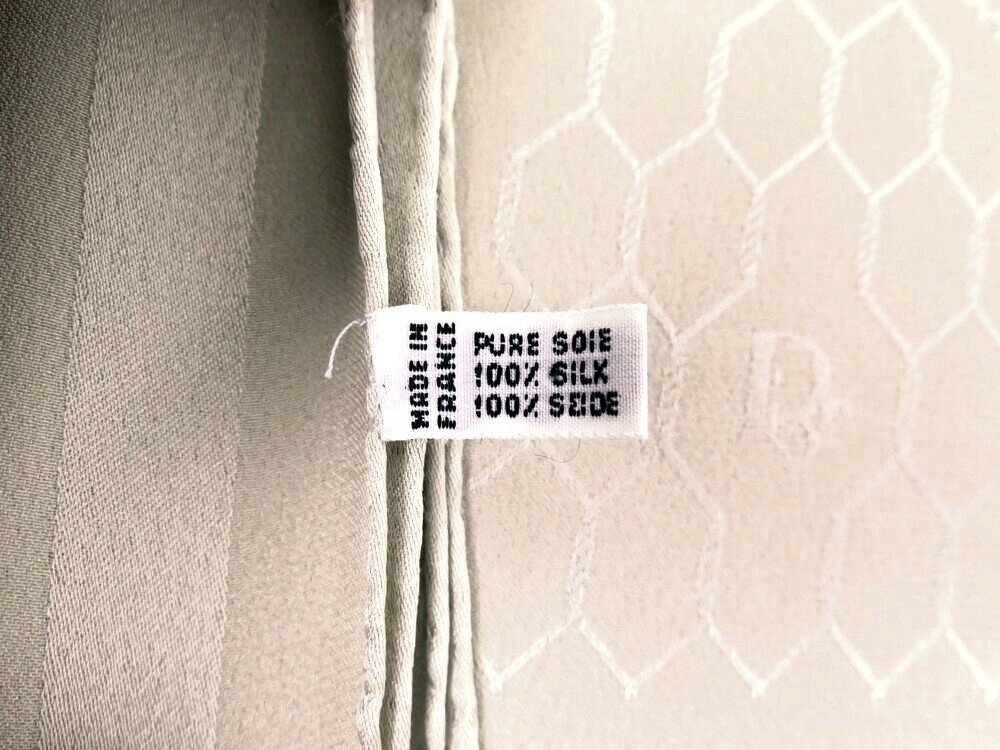 MADE IN
FRANCE
PURE SOIE
100% SILK
100% SEIDE